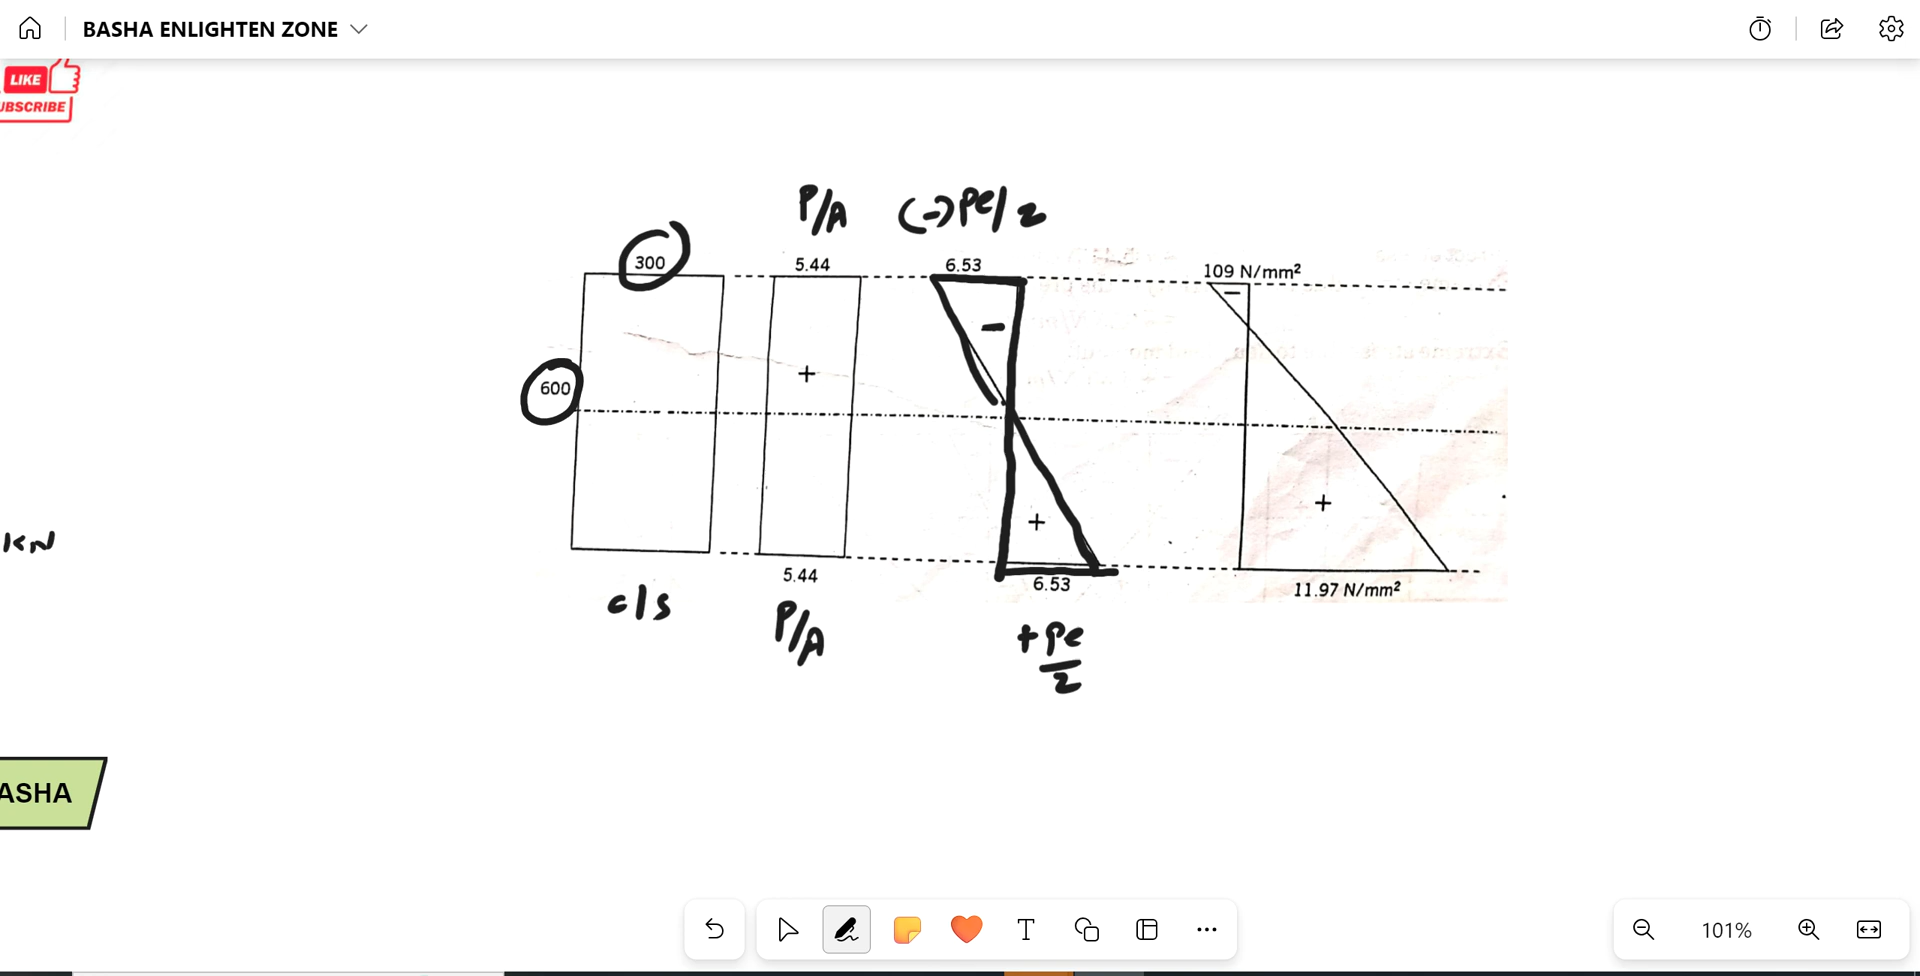 BASHA ENLIGHTEN ZONE
LIKE
UBSCRIBE
P/A (-)Pe/z
300 5.44 6.53 109 N/mm²
-
-
+
600
+
+
KN
5.44 6.53 11.97 N/mm²
c/s P/A +Pe
z
ASHA
T
101%